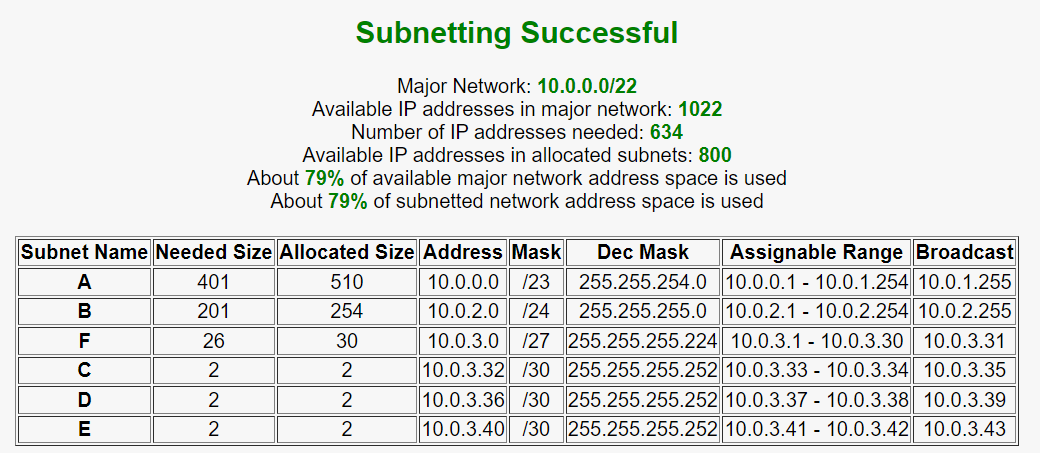 Subnetting Successful
Major Network: 10.0.0.0/22
Available IP addresses in major network: 1022
Number of IP addresses needed: 634
Available IP addresses in allocated subnets: 800
About 79% of available major network address space is used
About 79% of subnetted network address space is used
Subnet Name Needed Size Allocated Size Address Mask Dec Mask Assignable Range Broadcast
A 401 510 10.0.0.0 /23 255.255.254.0 10.0.0.1 - 10.0.1.254 10.0.1.255
B 201 254 10.0.2.0 /24 255.255.255.0 10.0.2.1 - 10.0.2.254 10.0.2.255
F 26 30 10.0.3.0 /27 255.255.255.224 10.0.3.1 - 10.0.3.30 10.0.3.31
C 2 2 10.0.3.32 /30 255.255.255.252 10.0.3.33 - 10.0.3.34 10.0.3.35
D 2 2 10.0.3.36 /30 255.255.255.252 10.0.3.37 - 10.0.3.38 10.0.3.39
E 2 2 10.0.3.40 /30 255.255.255.252 10.0.3.41 - 10.0.3.42 10.0.3.43